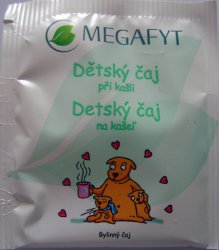 MEGAFYT
Dětský čaj
při kašli
Detský čaj
na kašeľ
Bylinný čaj